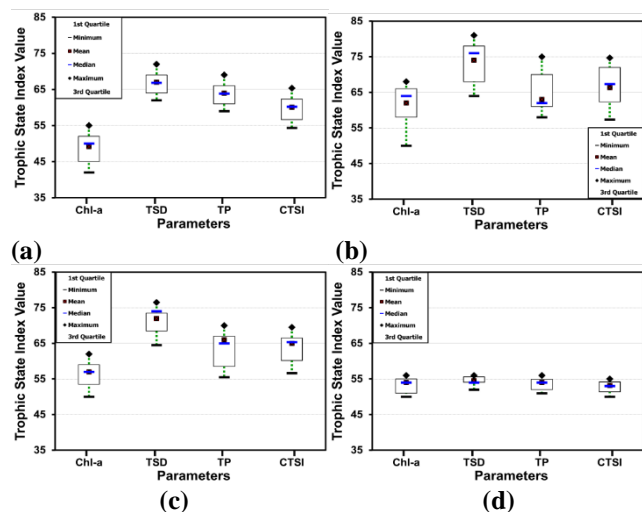 Trophic State Index Value
85
75
65
55
45
35
1st Quartile
Minimum
Mean
Median
Maximum
3rd Quartile
Chl-a TSD TP CTSI
Parameters
(a)
Trophic State Index Value
85
75
65
55
45
35
1st Quartile
Minimum
Mean
Median
Maximum
3rd Quartile
Chl-a TSD TP CTSI
Parameters
(b)
Trophic State Index Value
85
75
65
55
45
35
1st Quartile
Minimum
Mean
Median
Maximum
3rd Quartile
Chl-a TSD TP CTSI
Parameters
(c)
Trophic State Index Value
85
75
65
55
45
35
1st Quartile
Minimum
Mean
Median
Maximum
3rd Quartile
Chl-a TSD TP CTSI
Parameters
(d)